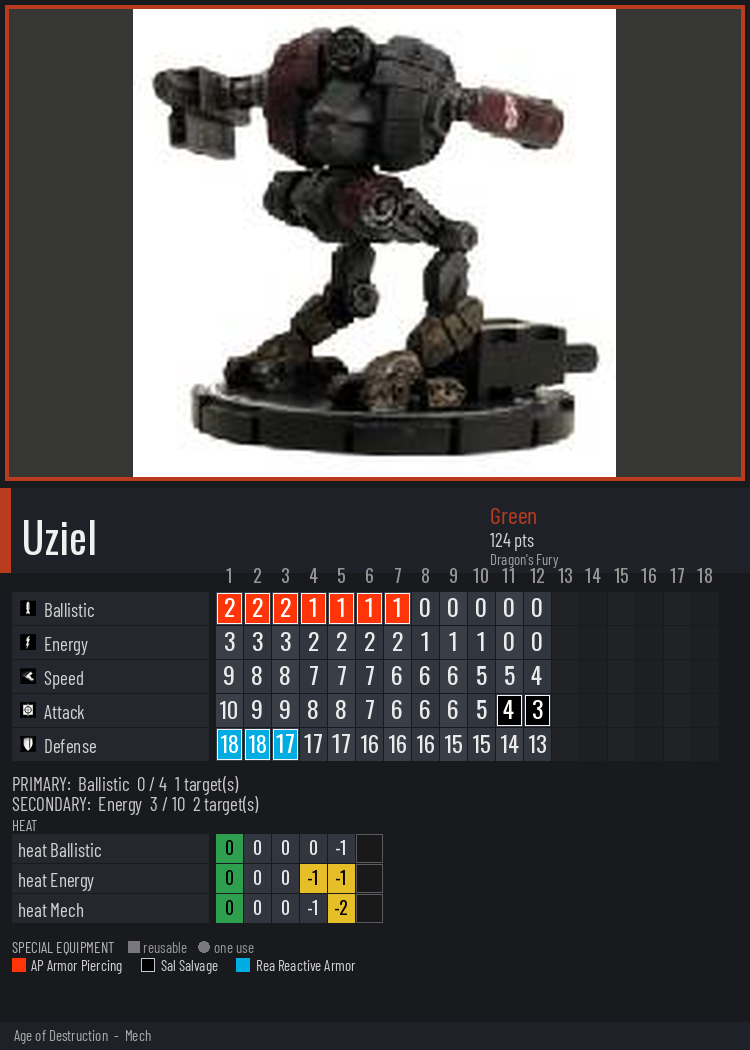 Uziel
Green
124 pts
Dragon's Fury
1 2 3 4 5 6 7 8 9 10 11 12 13 14 15 16 17 18
Ballistic 2 2 2 1 1 1 1 0 0 0 0 0
Energy 3 3 3 2 2 2 2 1 1 1 0 0
Speed 9 8 8 7 7 7 6 6 6 5 5 4
Attack 10 9 9 8 8 7 6 6 6 5 4 3
Defense 18 18 17 17 17 16 16 16 15 15 14 13
PRIMARY: Ballistic 0 / 4 1 target(s)
SECONDARY: Energy 3 / 10 2 target(s)
HEAT
heat Ballistic 0 0 0 0 -1
heat Energy 0 0 0 -1 -1
heat Mech 0 0 0 -1 -2
SPECIAL EQUIPMENT reusable one use
AP Armor Piercing Sal Salvage Rea Reactive Armor
Age of Destruction - Mech